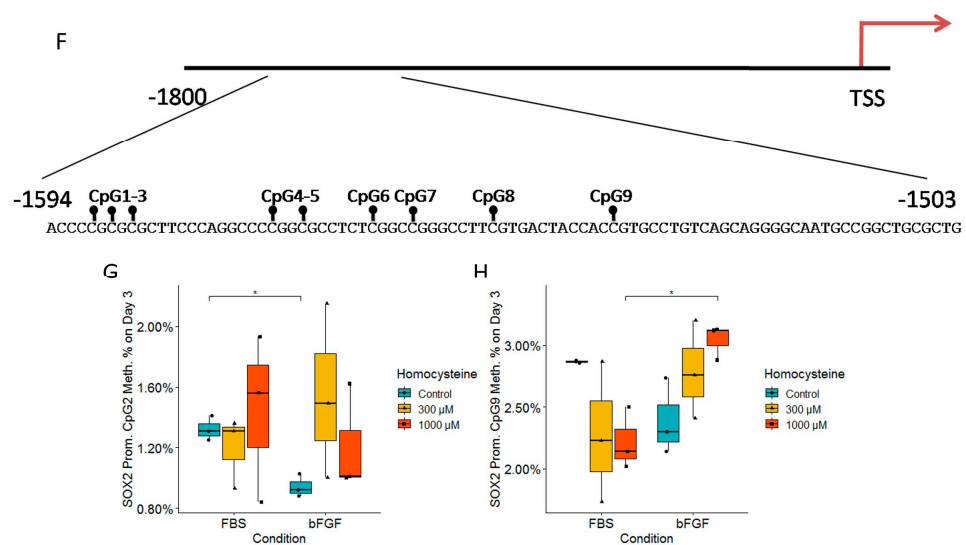 F
-1800
TSS
-1594
CpG1-3
CpG4-5
CpG6
CpG7
CpG8
CpG9
-1503
ACCCCCGCGCGCTTCCCAGGCCCCGGCGCCTCTCGGCCGGGCCTTCGTGACTACCACCGTGCCTGTCAGCAGGGGCAATGCCGGCTGCGCTG
G
*
SOX2 Prom. CpG2 Meth. % on Day 3
2.00%
1.60%
1.20%
0.80%
FBS
bFGF
Condition
Homocysteine
Control
300 µM
1000 µM
H
*
SOX2 Prom. CpG9 Meth. % on Day 3
3.00%
2.50%
2.00%
FBS
bFGF
Condition
Homocysteine
Control
300 µM
1000 µM